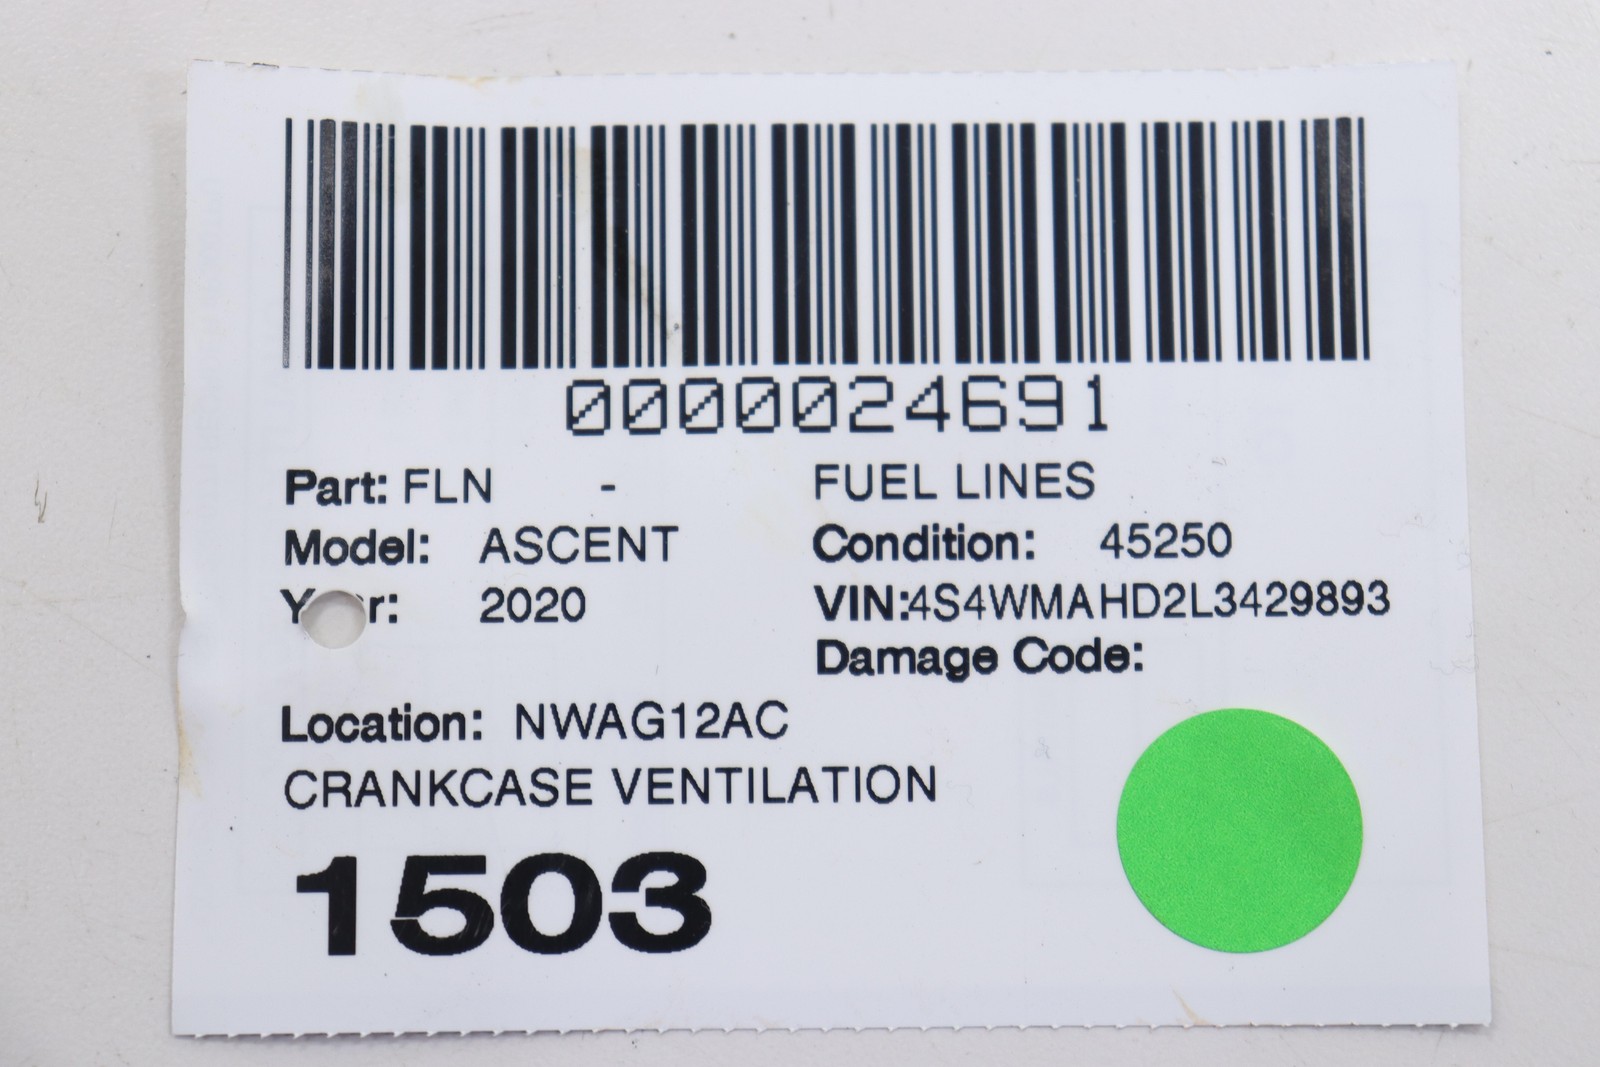 0000024691
Part: FLN - FUEL LINES
Model: ASCENT Condition: 45250
Year: 2020 VIN:4S4WMAHD2L3429893
Damage Code:
Location: NWAG12AC
CRANKCASE VENTILATION
1503